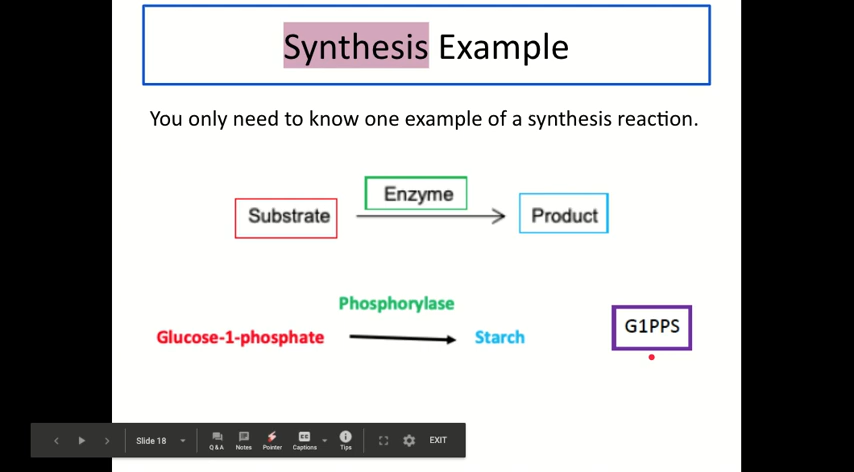 Synthesis Example
You only need to know one example of a synthesis reaction.
Enzyme
Substrate
Product
Phosphorylase
Glucose-1-phosphate
Starch
G1PPS
Slide 18
Q & A
Notes
Pointer
CC
Captions
Tips
EXIT